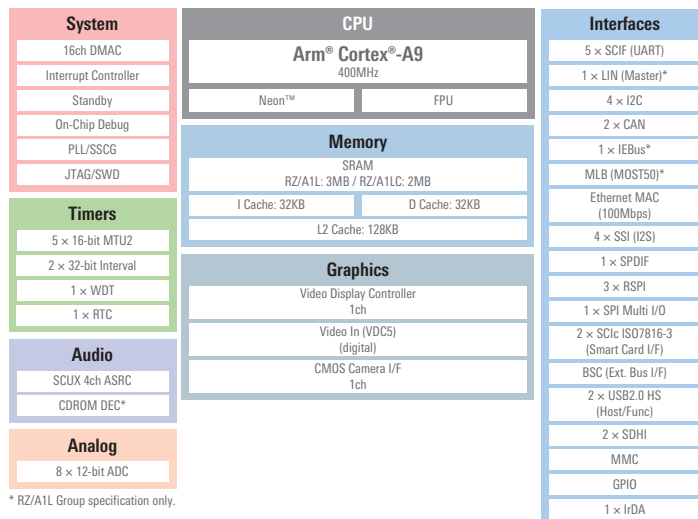 System
16ch DMAC
Interrupt Controller
Standby
On-Chip Debug
PLL/SSCG
JTAG/SWD
Timers
5 × 16-bit MTU2
2 × 32-bit Interval
1 × WDT
1 × RTC
Audio
SCUX 4ch ASRC
CDROM DEC*
Analog
8 × 12-bit ADC
* RZ/A1L Group specification only.
CPU
Arm® Cortex®-A9
400MHz
Neon™
FPU
Memory
SRAM
RZ/A1L: 3MB / RZ/A1LC: 2MB
I Cache: 32KB
D Cache: 32KB
L2 Cache: 128KB
Graphics
Video Display Controller
1ch
Video In (VDC5)
(digital)
CMOS Camera I/F
1ch
Interfaces
5 × SCIF (UART)
1 × LIN (Master)*
4 × I2C
2 × CAN
1 × IEBus*
MLB (MOST50)*
Ethernet MAC
(100Mbps)
4 × SSI (I2S)
1 × SPDIF
3 × RSPI
1 × SPI Multi I/O
2 × SCIc ISO7816-3
(Smart Card I/F)
BSC (Ext. Bus I/F)
2 × USB2.0 HS
(Host/Func)
2 × SDHI
MMC
GPIO
1 × IrDA